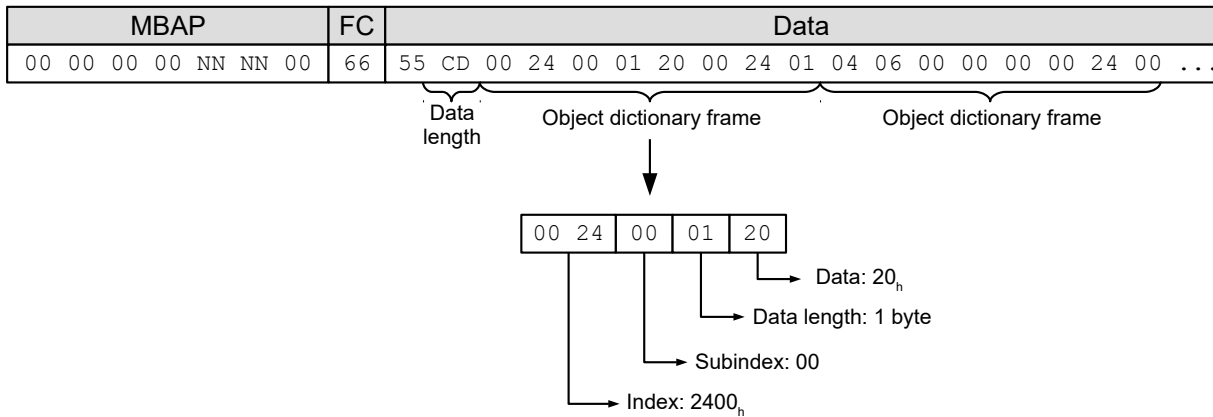 MBAP FC Data
00 00 00 00 NN NN 00 66 55 CD 00 24 00 01 20 00 24 01 04 06 00 00 00 00 24 00 ...
Data
length
Object dictionary frame
Object dictionary frame
00 24 00 01 20
Data: 20h
Data length: 1 byte
Subindex: 00
Index: 2400h